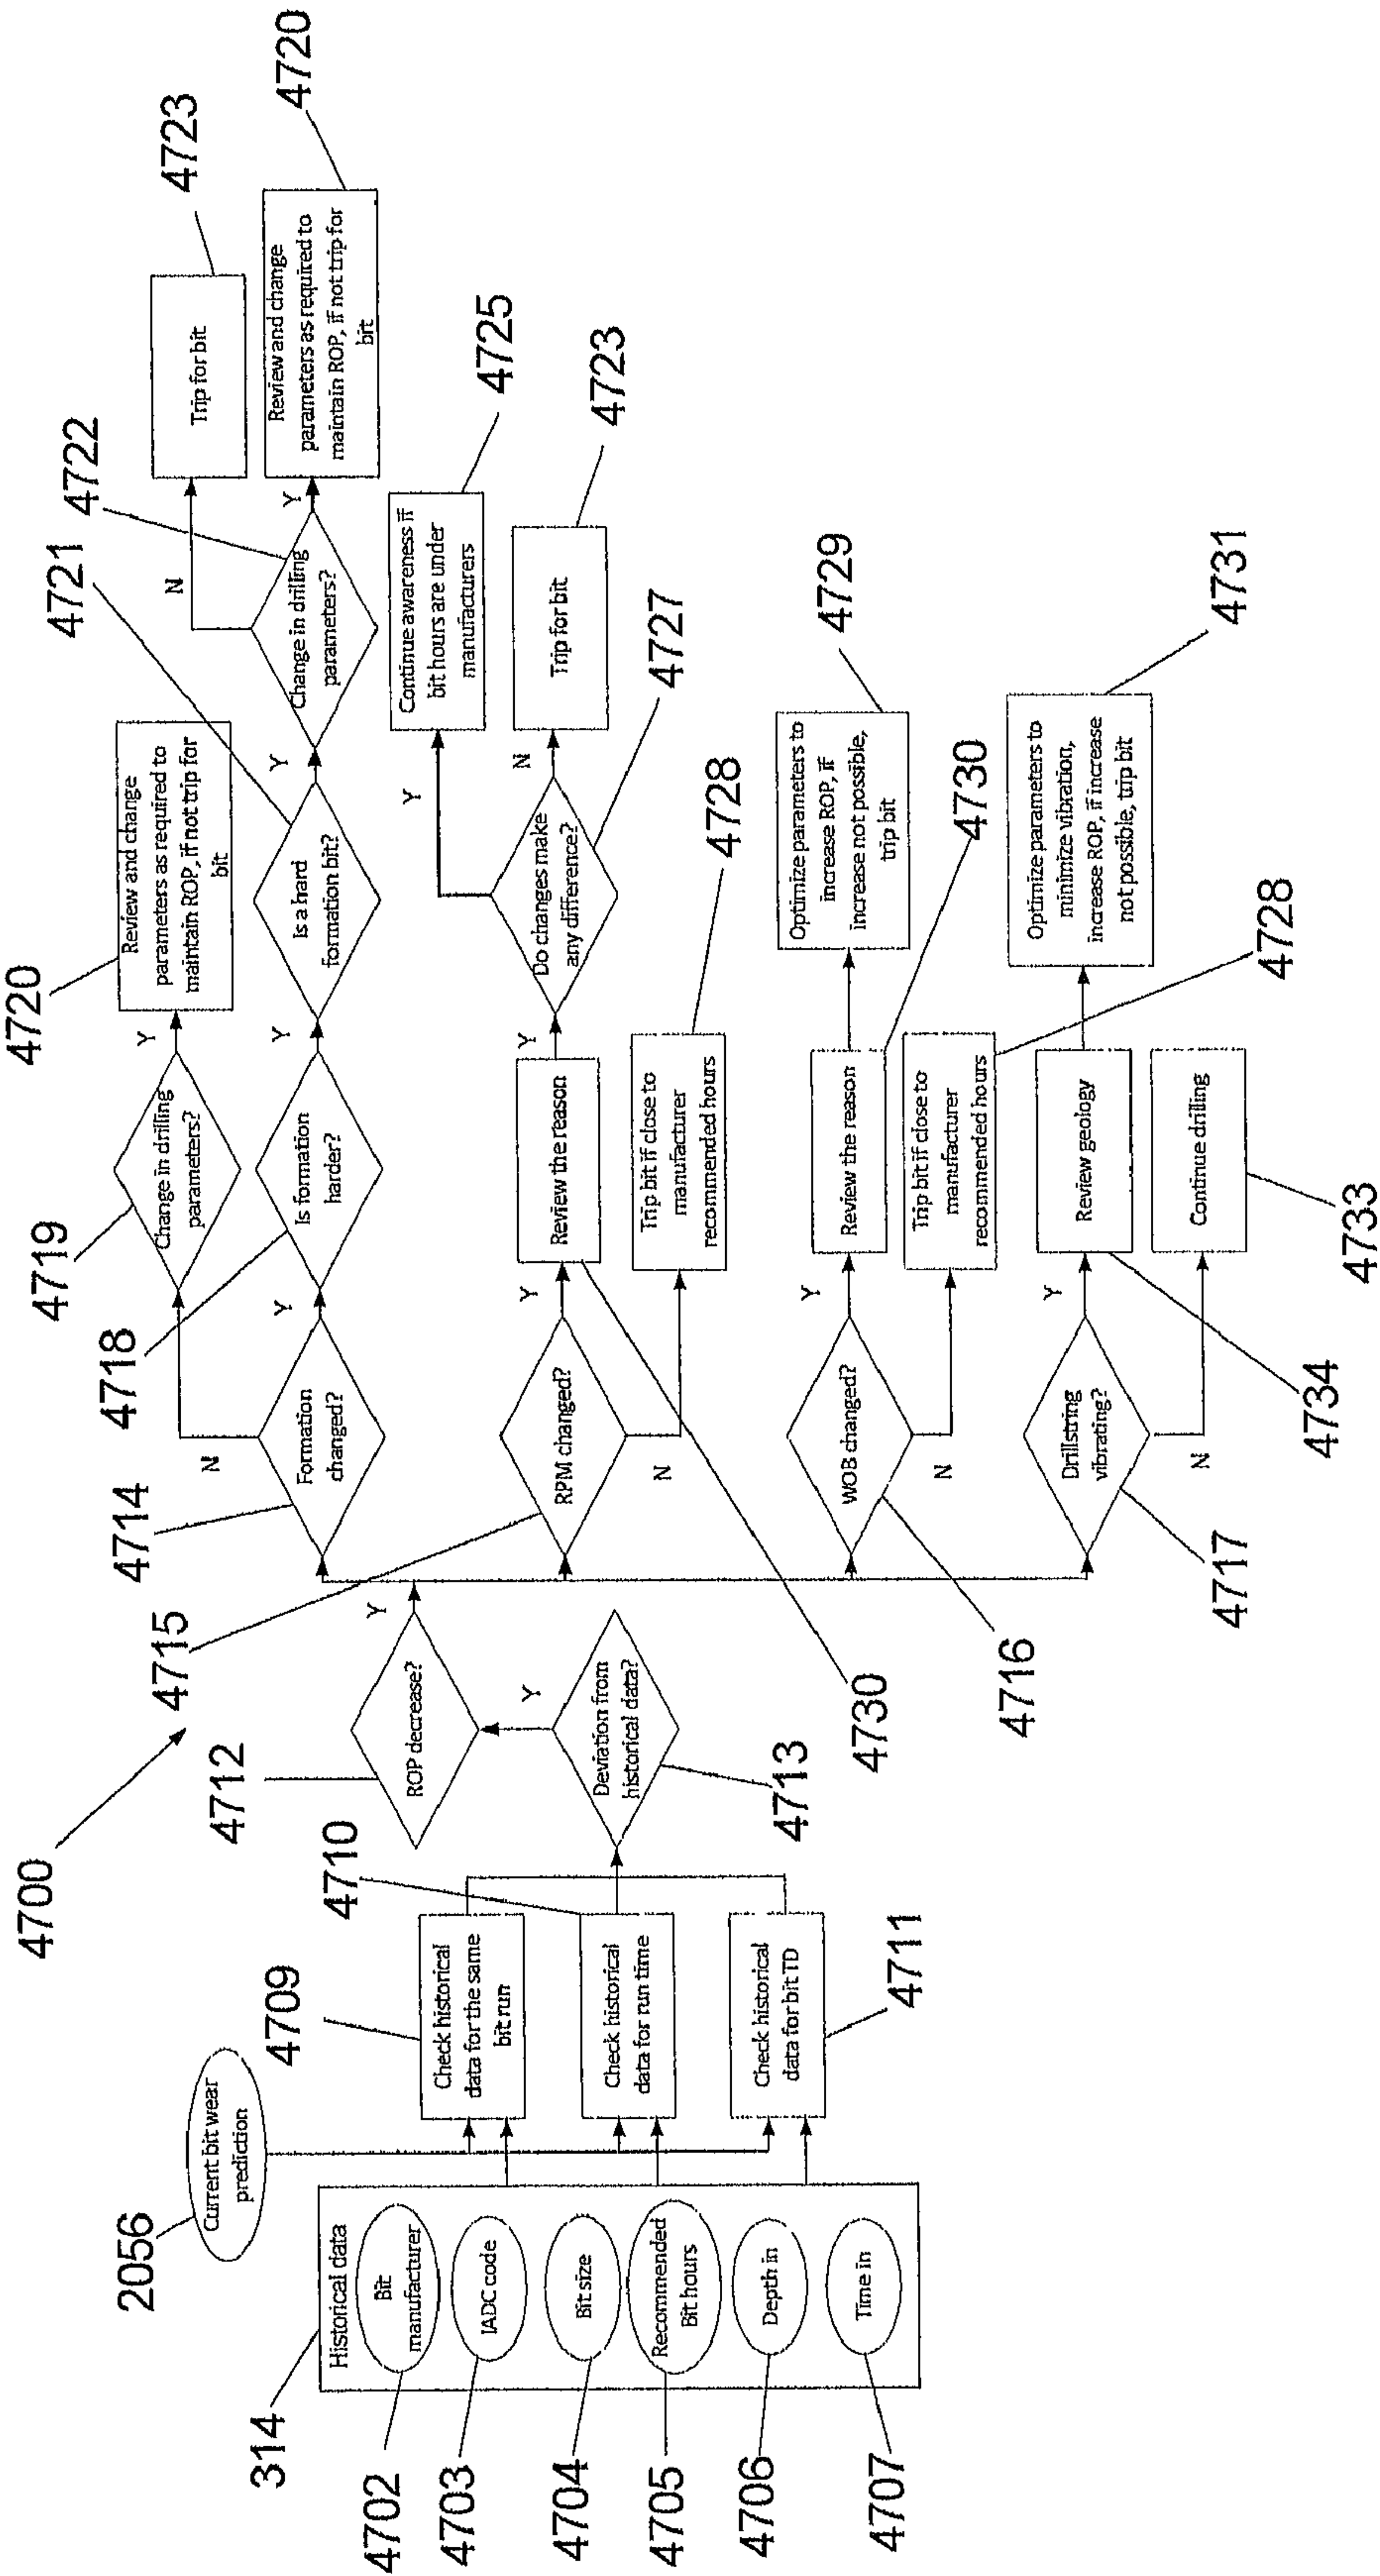 4700
2056
Current bit wear
prediction
314
Historical data
4702
Bit
manufacturer
4703
IADC code
4704
Bit size
4705
Recommended
Bit hours
4706
Depth in
4707
Time in
4709
Check historical
data for the same
bit run
4710
Check historical
data for run time
4711
Check historical
data for bit TD
4712
ROP decrease?
Y
4713
Deviation from
historical data?
Y
4714
Formation
changed?
N
Y
4719
Change in drilling
parameters?
Y
4720
Review and change
parameters as required to
maintain ROP, if not trip for
bit
4718
Is formation
harder?
Y
4721
Is a hard
formation bit?
Y
4722
Change in drilling
parameters?
N
Y
4723
Trip for bit
4720
Review and change
parameters as required to
maintain ROP, if not trip for
bit
4715
RPM changed?
Y
N
4730
Review the reason
Y
4727
Do changes make
any difference?
Y
N
4725
Continue awareness if
bit hours are under
manufacturers
4723
Trip for bit
4728
Trip bit if close to
manufacturer
recommended hours
4716
WOB changed?
Y
N
4730
Review the reason
4729
Optimize parameters to
increase ROP, if
increase not possible,
trip bit
4728
Trip bit if close to
manufacturer
recommended hours
4717
Drillstring
vibrating?
Y
N
4734
Review geology
4731
Optimize parameters to
minimize vibration,
increase ROP, if increase
not possible, trip bit
4733
Continue drilling